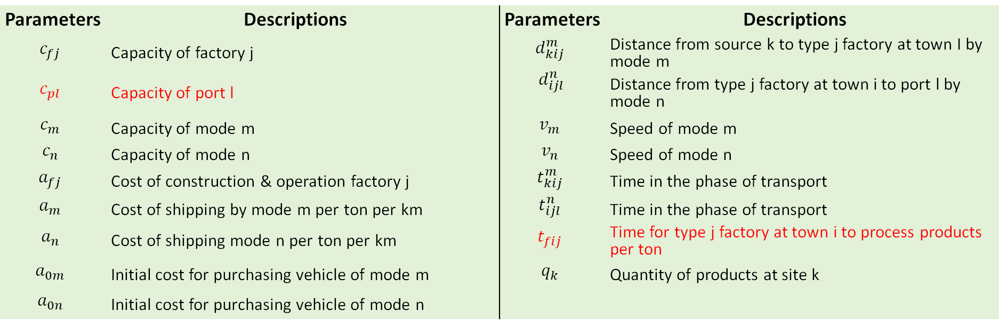 Parameters Descriptions
c_{fj} Capacity of factory j
c_{pl} Capacity of port l
c_m Capacity of mode m
c_n Capacity of mode n
a_{fj} Cost of construction & operation factory j
a_m Cost of shipping by mode m per ton per km
a_n Cost of shipping mode n per ton per km
a_{0m} Initial cost for purchasing vehicle of mode m
a_{0n} Initial cost for purchasing vehicle of mode n
Parameters Descriptions
d_{kij}^m Distance from source k to type j factory at town I by
mode m
d_{ijl}^n Distance from type j factory at town i to port l by
mode n
v_m Speed of mode m
v_n Speed of mode n
t_{kij}^m Time in the phase of transport
t_{ijl}^n Time in the phase of transport
t_{fij} Time for type j factory at town i to process products
per ton
q_k Quantity of products at site k